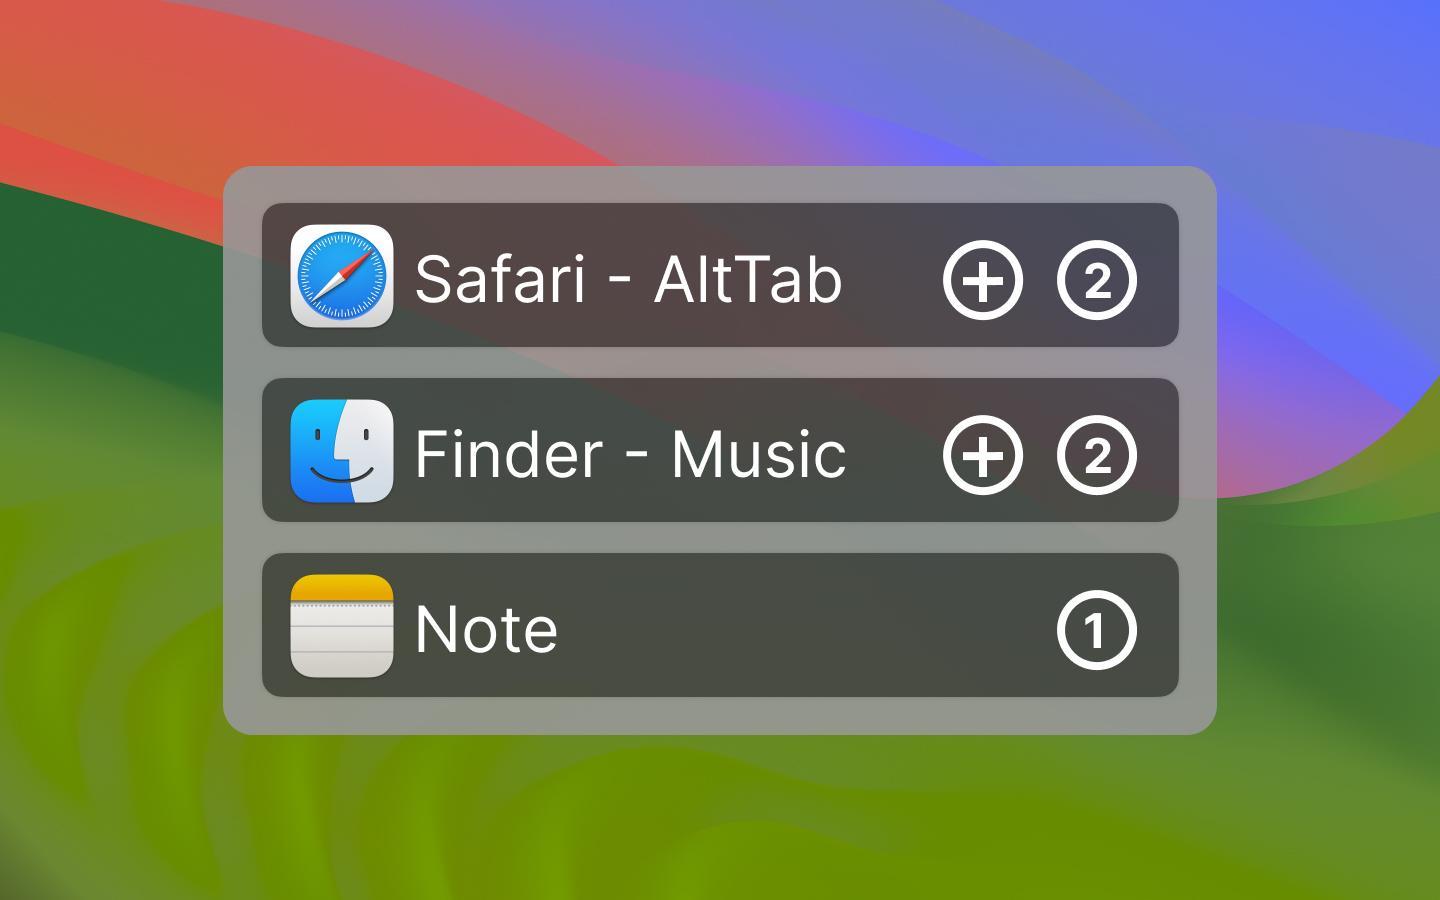 Safari - AltTab + 2
Finder - Music + 2
Note 1